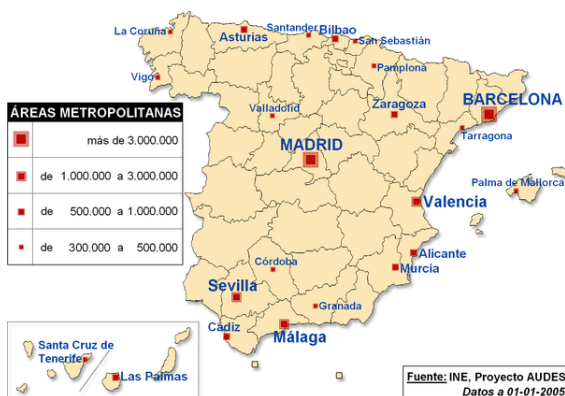 La Coruña
Asturias
Santander
Bilbao
San Sebastián
Vigo
Pamplona
Valladolid
Zaragoza
BARCELONA
Tarragona
ÁREAS METROPOLITANAS
más de 3.000.000
de 1.000.000 a 3.000.000
de 500.000 a 1.000.000
de 300.000 a 500.000
MADRID
Palma de Mallorca
Valencia
Alicante
Murcia
Córdoba
Sevilla
Granada
Cádiz
Málaga
Santa Cruz de
Tenerife
Las Palmas
Fuente: INE, Proyecto AUDES
Datos a 01-01-2005